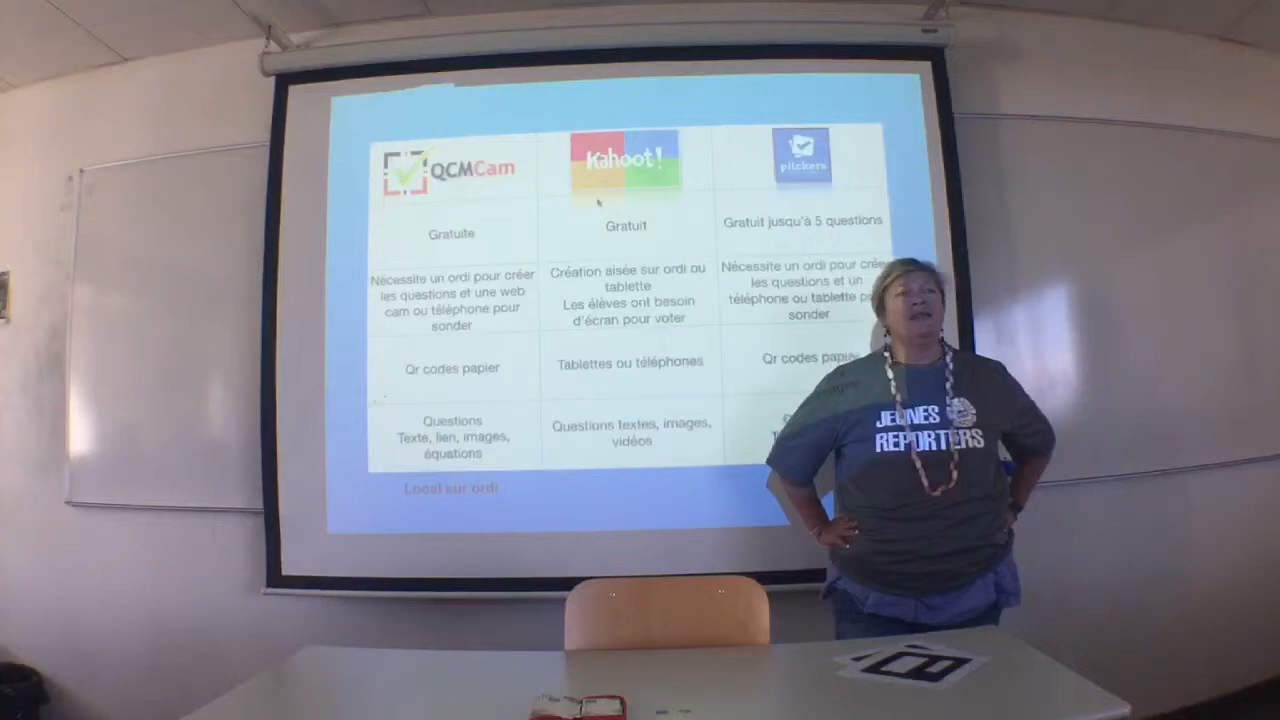 QCMCam
Kahoot!
plickers
Gratuite
Gratuit
Gratuit jusqu'à 5 questions
Nécessite un ordi pour créer
les questions et une web
cam ou téléphone pour
sonder
Création aisée sur ordi ou
tablette
Les élèves ont besoin
d'écran pour voter
Nécessite un ordi pour créer
les questions et un
téléphone ou tablette
sonder
Qr codes papier
Tablettes ou téléphones
Qr codes papier
Questions
Texte, lien, images,
équations
Questions textes, images,
vidéos
Local sur ordi
JEUNES
REPORTERS